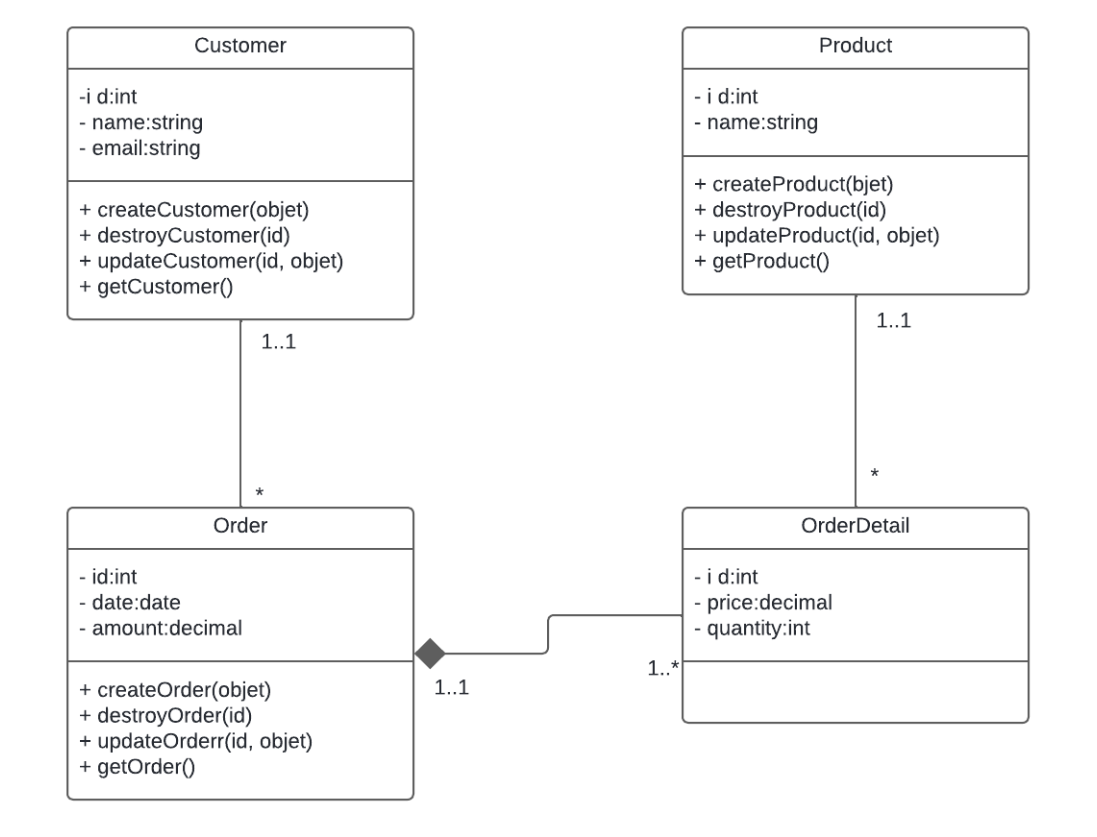 Customer
-i d:int
- name:string
- email:string
+ createCustomer(objet)
+ destroyCustomer(id)
+ updateCustomer(id, objet)
+ getCustomer()
1..1
*
Product
- i d:int
- name:string
+ createProduct(bjet)
+ destroyProduct(id)
+ updateProduct(id, objet)
+ getProduct()
1..1
*
Order
- id:int
- date:date
- amount:decimal
+ createOrder(objet)
+ destroyOrder(id)
+ updateOrderr(id, objet)
+ getOrder()
1..1
1..*
OrderDetail
- i d:int
- price:decimal
- quantity:int